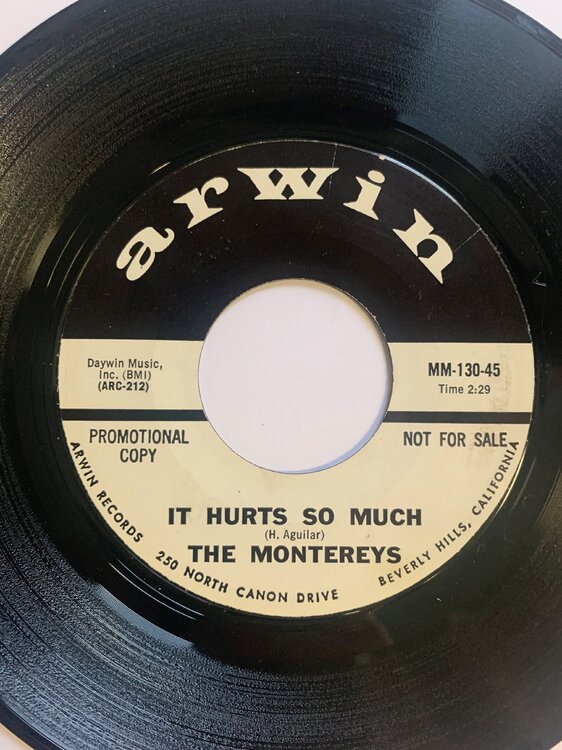 arwin
Daywin Music,
Inc. (BMI)
(ARC-212)
MM-130-45
Time 2:29
PROMOTIONAL
COPY
NOT FOR SALE
IT HURTS SO MUCH
(H. Aguilar)
THE MONTEREYS
ARWIN RECORDS 250 NORTH CANON DRIVE BEVERLY HILLS, CALIFORNIA